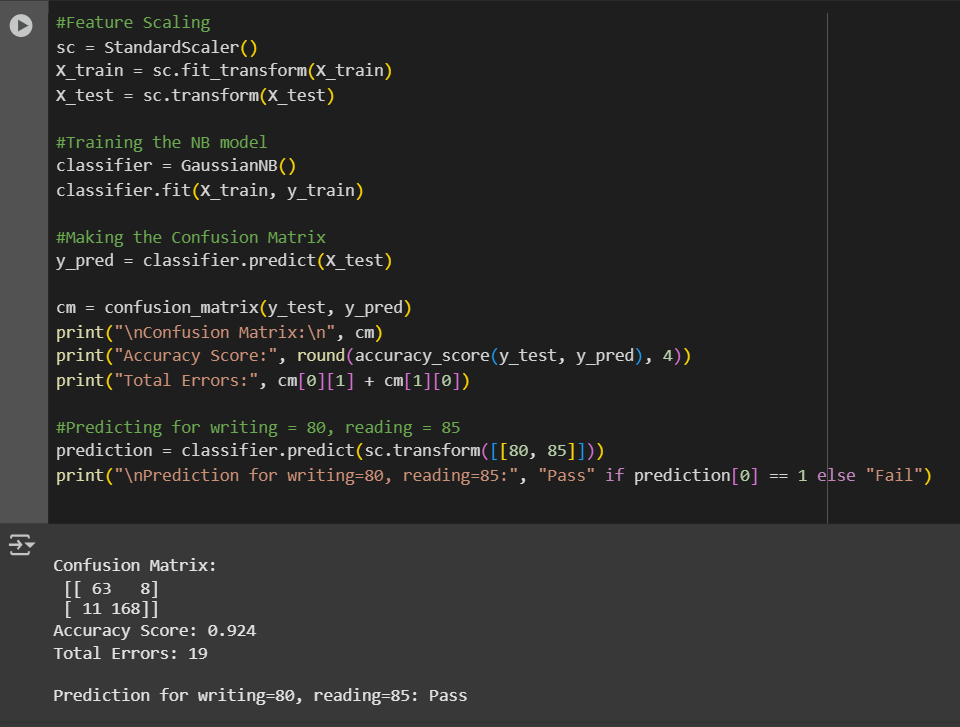 #Feature Scaling
sc = StandardScaler()
X_train = sc.fit_transform(X_train)
X_test = sc.transform(X_test)

#Training the NB model
classifier = GaussianNB()
classifier.fit(X_train, y_train)

#Making the Confusion Matrix
y_pred = classifier.predict(X_test)

cm = confusion_matrix(y_test, y_pred)
print("\nConfusion Matrix:\n", cm)
print("Accuracy Score:", round(accuracy_score(y_test, y_pred), 4))
print("Total Errors:", cm[0][1] + cm[1][0])

#Predicting for writing = 80, reading = 85
prediction = classifier.predict(sc.transform([[80, 85]]))
print("\nPrediction for writing=80, reading=85:", "Pass" if prediction[0] == 1 else "Fail")

Confusion Matrix:
 [[ 63   8]
 [ 11 168]]
Accuracy Score: 0.924
Total Errors: 19

Prediction for writing=80, reading=85: Pass